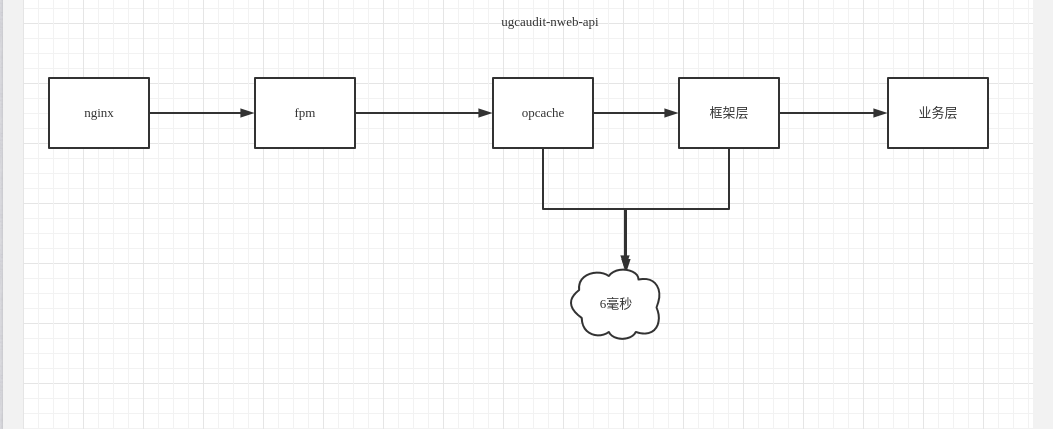 ugcaudit-nweb-api
nginx
fpm
opcache
框架层
业务层
6毫秒